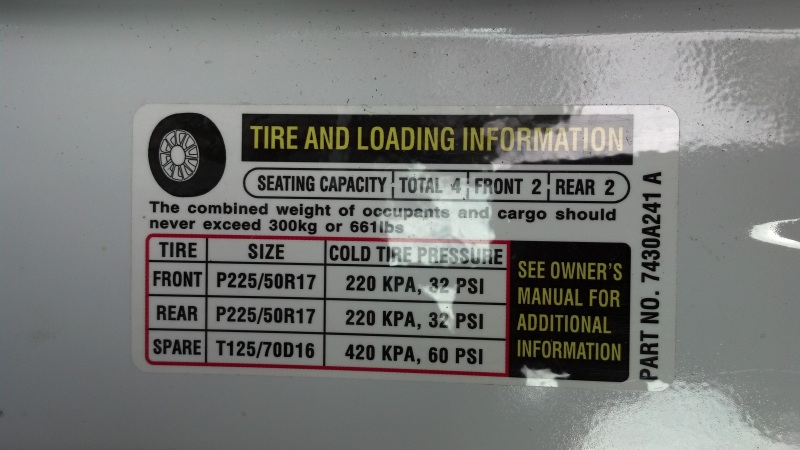 TIRE AND LOADING INFORMATION
SEATING CAPACITY TOTAL 4 FRONT 2 REAR 2
The combined weight of occupants and cargo should
never exceed 300kg or 661lbs
TIRE SIZE COLD TIRE PRESSURE
FRONT P225/50R17 220 KPA, 32 PSI
REAR P225/50R17 220 KPA, 32 PSI
SPARE T125/70D16 420 KPA, 60 PSI
SEE OWNER'S
MANUAL FOR
ADDITIONAL
INFORMATION
PART NO. 7430A241 A